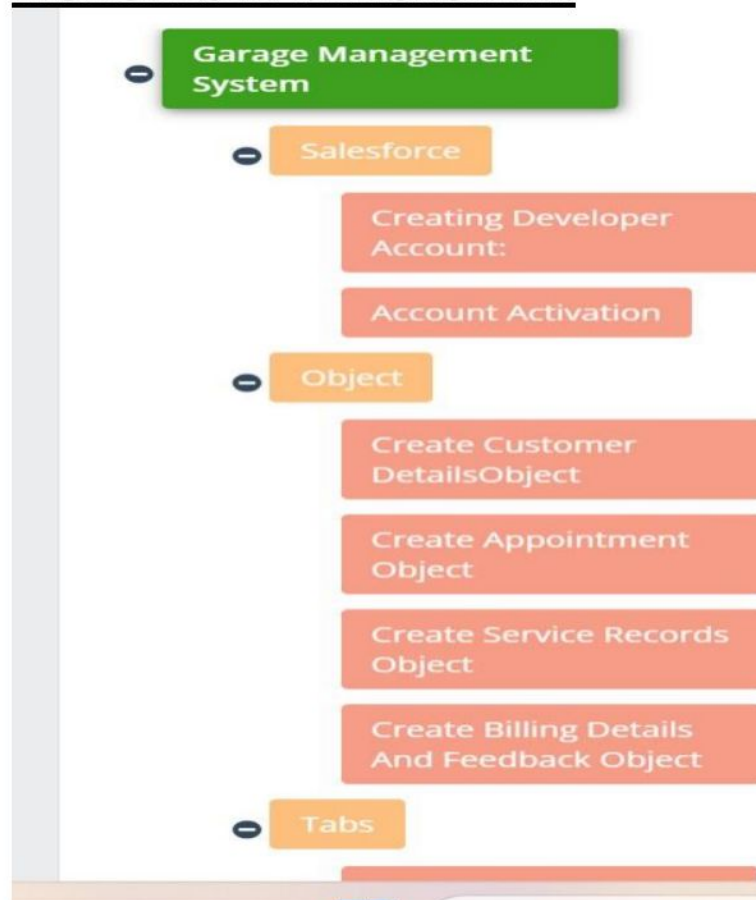 Garage Management
System
Salesforce
Creating Developer
Account:
Account Activation
Object
Create Customer
DetailsObject
Create Appointment
Object
Create Service Records
Object
Create Billing Details
And Feedback Object
Tabs